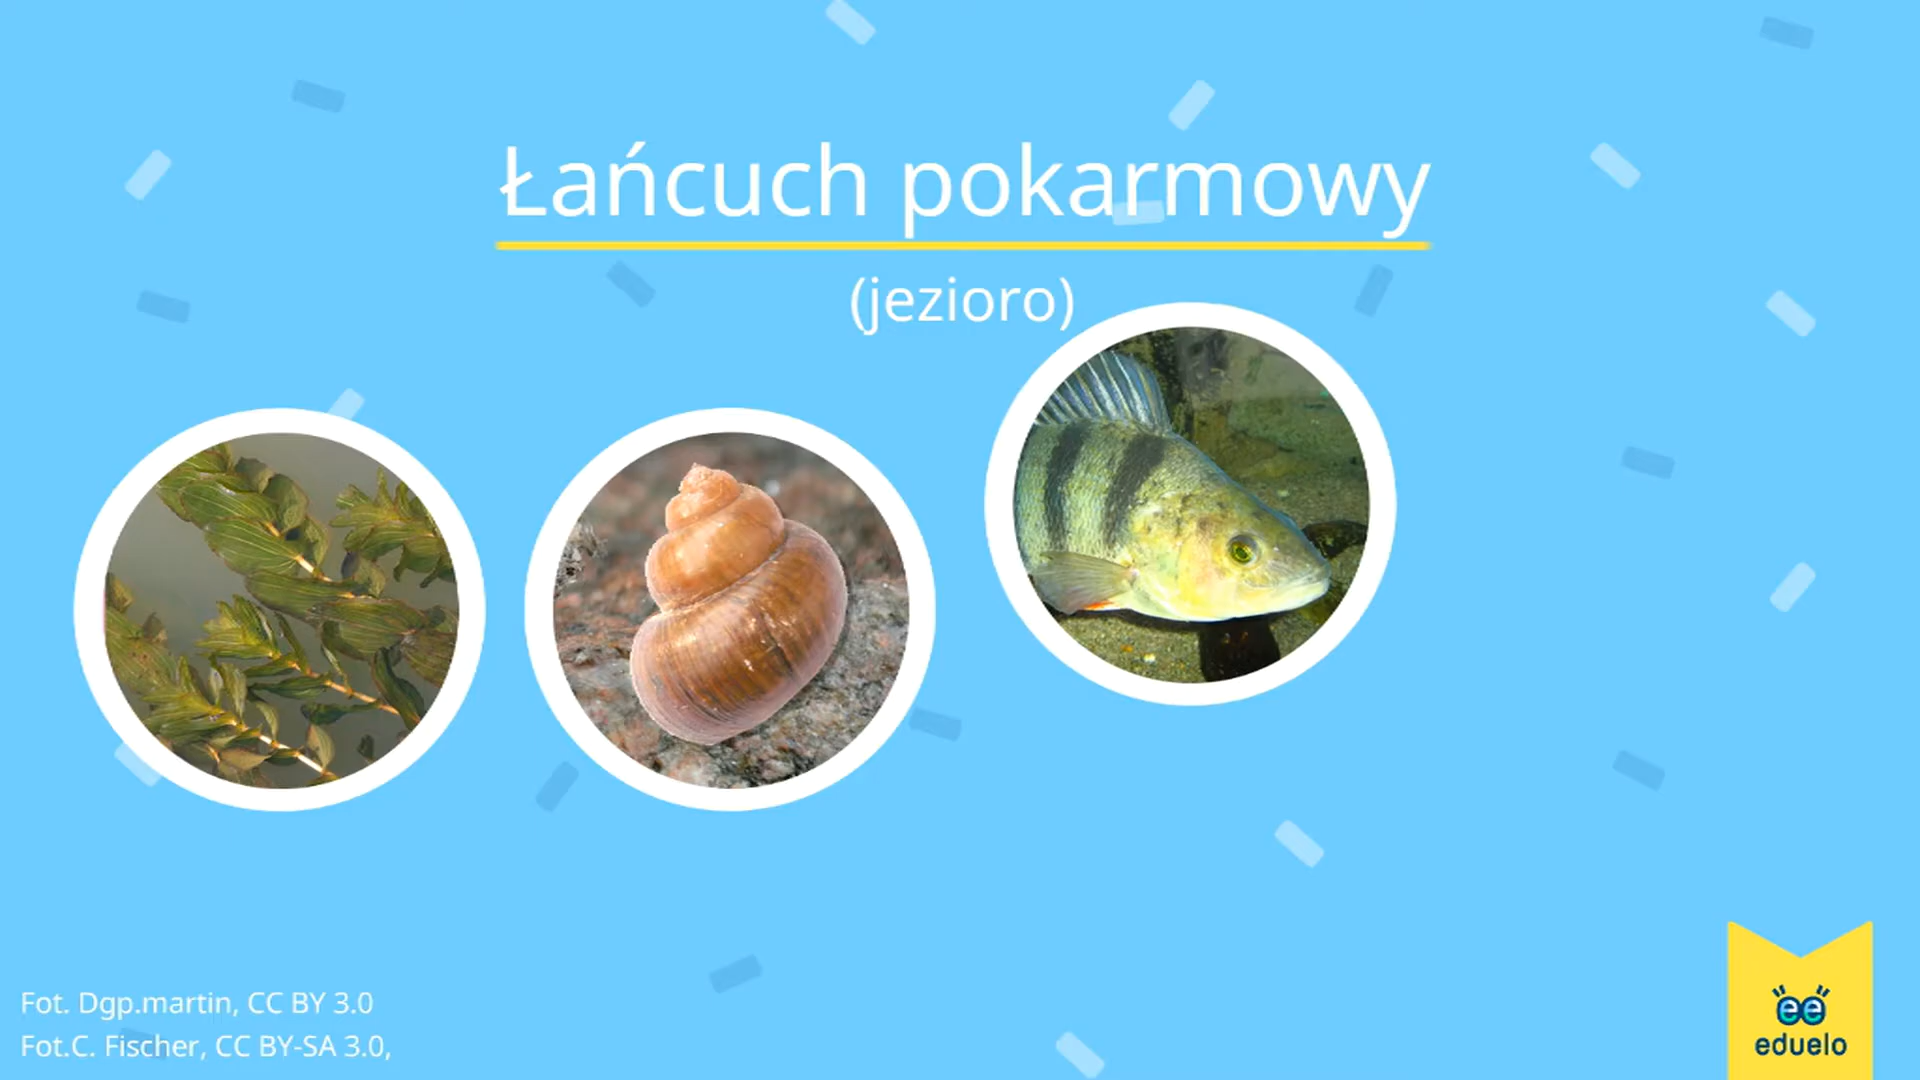 Łańcuch pokarmowy
(jezioro)
Fot. Dgp.martin, CC BY 3.0
Fot.C. Fischer, CC BY-SA 3.0,
eduelo